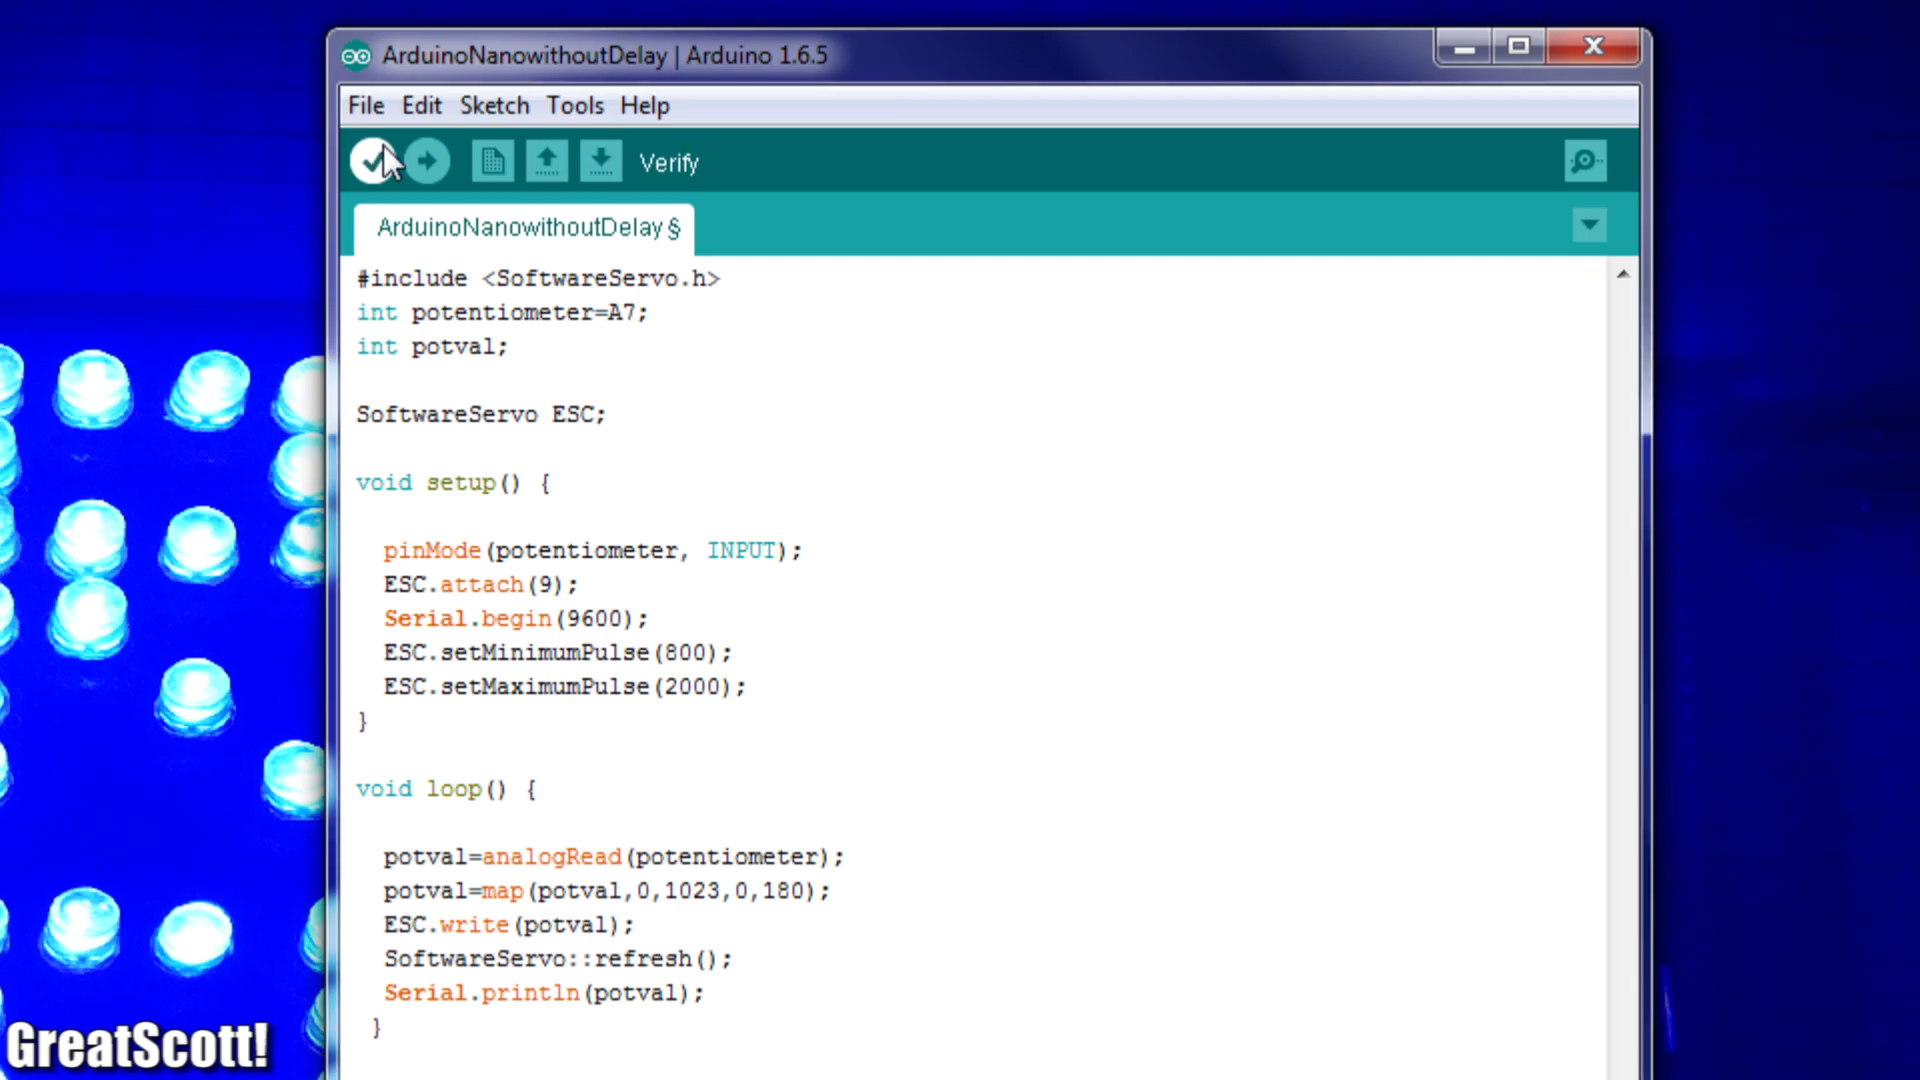 ArduinoNanowithoutDelay | Arduino 1.6.5
File Edit Sketch Tools Help
Verify
ArduinoNanowithoutDelay §
#include <SoftwareServo.h>
int potentiometer=A7;
int potval;
SoftwareServo ESC;
void setup() {
pinMode(potentiometer, INPUT);
ESC.attach(9);
Serial.begin(9600);
ESC.setMinimumPulse(800);
ESC.setMaximumPulse(2000);
}
void loop() {
potval=analogRead(potentiometer);
potval=map(potval,0,1023,0,180);
ESC.write(potval);
SoftwareServo::refresh();
Serial.println(potval);
}
GreatScott!